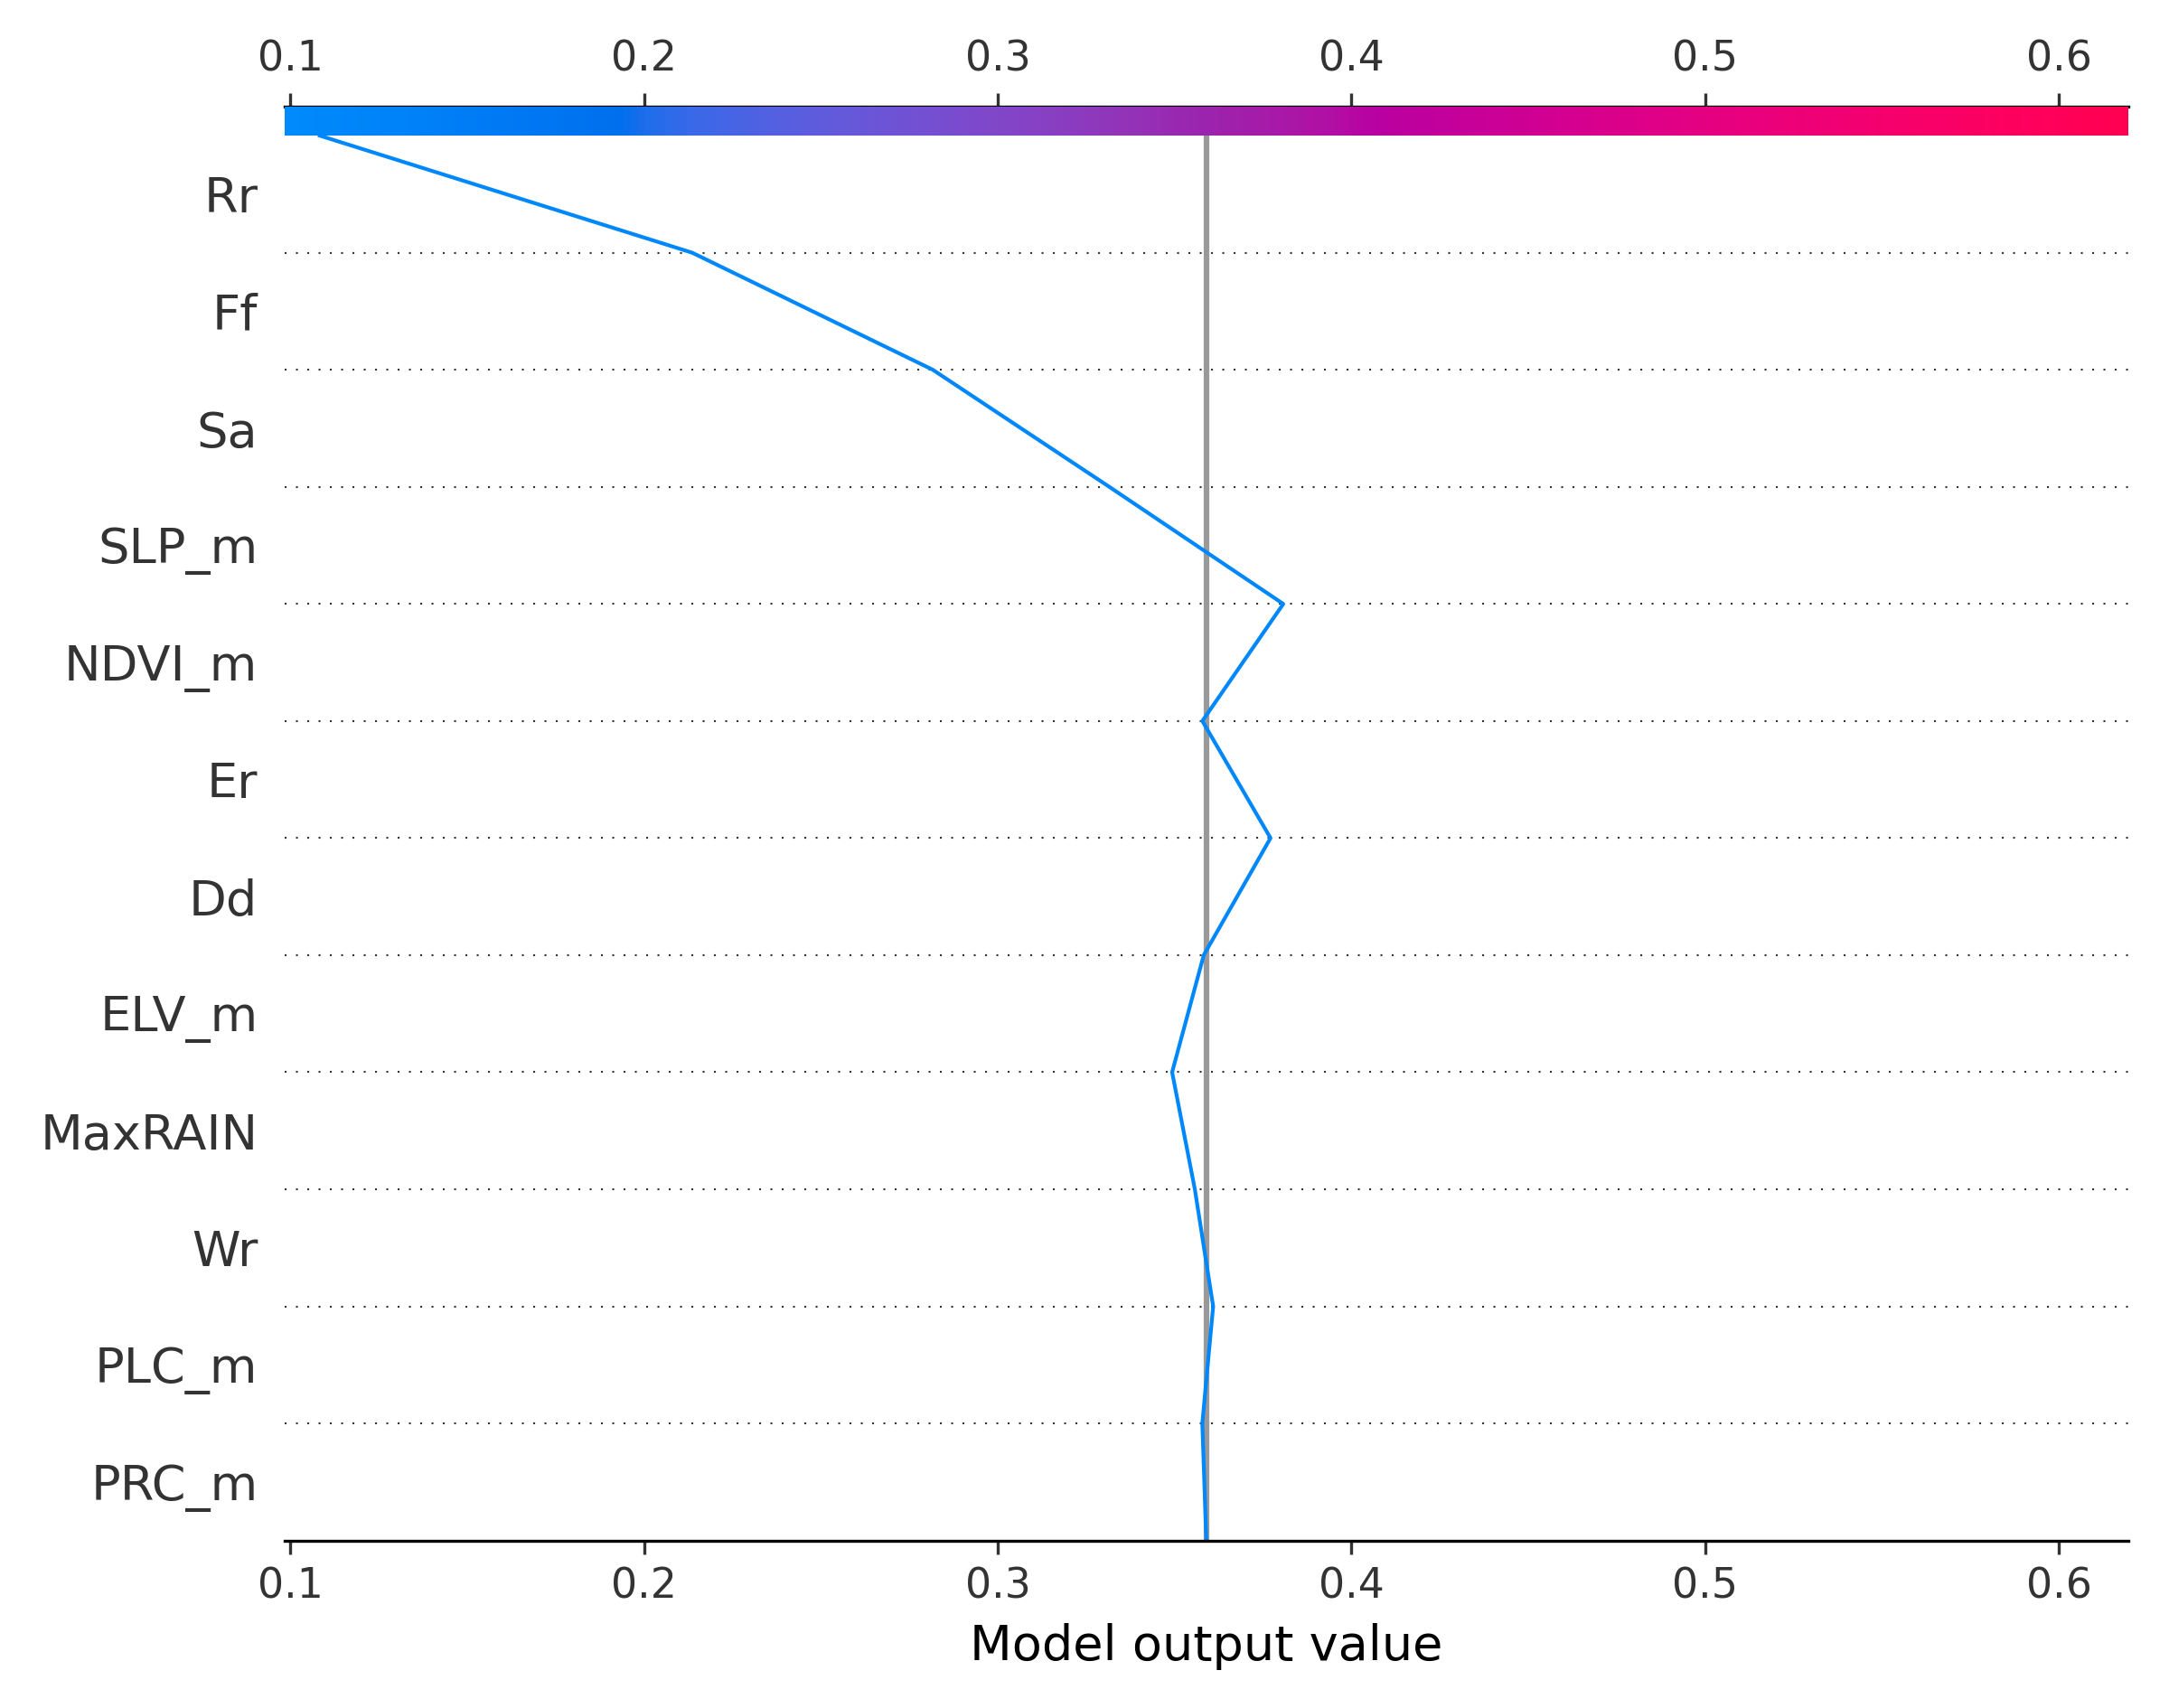 0.1 0.2 0.3 0.4 0.5 0.6
Rr
Ff
Sa
SLP_m
NDVI_m
Er
Dd
ELV_m
MaxRAIN
Wr
PLC_m
PRC_m
0.1 0.2 0.3 0.4 0.5 0.6
Model output value